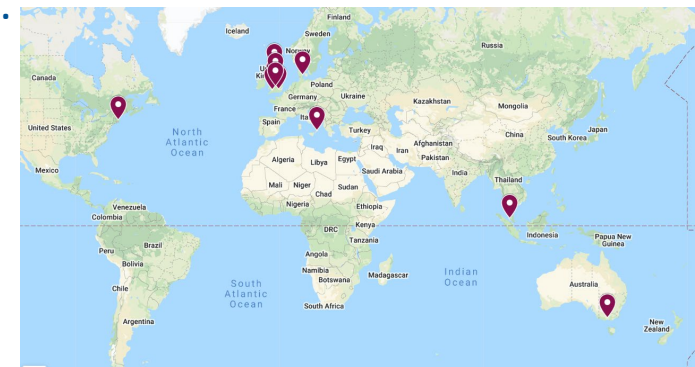 Iceland
Finland
Sweden
Norway
Russia
Canada
Poland
Germany
Ukraine
France
Kazakhstan
Mongolia
Spain
Ita
United States
North
Atlantic
Ocean
Turkey
China
South Korea
Japan
Afghanistan
Iraq
Iran
Pakistan
Algeria
Libya
Egypt
Saudi Arabia
India
Mexico
Mali
Niger
Chad
Sudan
Thailand
Nigeria
Ethiopia
Venezuela
Colombia
DRC
Kenya
Indonesia
Papua New
Guinea
Tanzania
Peru
Brazil
Angola
Bolivia
Namibia
Botswana
Madagascar
Indian
Ocean
Chile
South
Atlantic
Ocean
Australia
South Africa
Argentina
New
Zealand